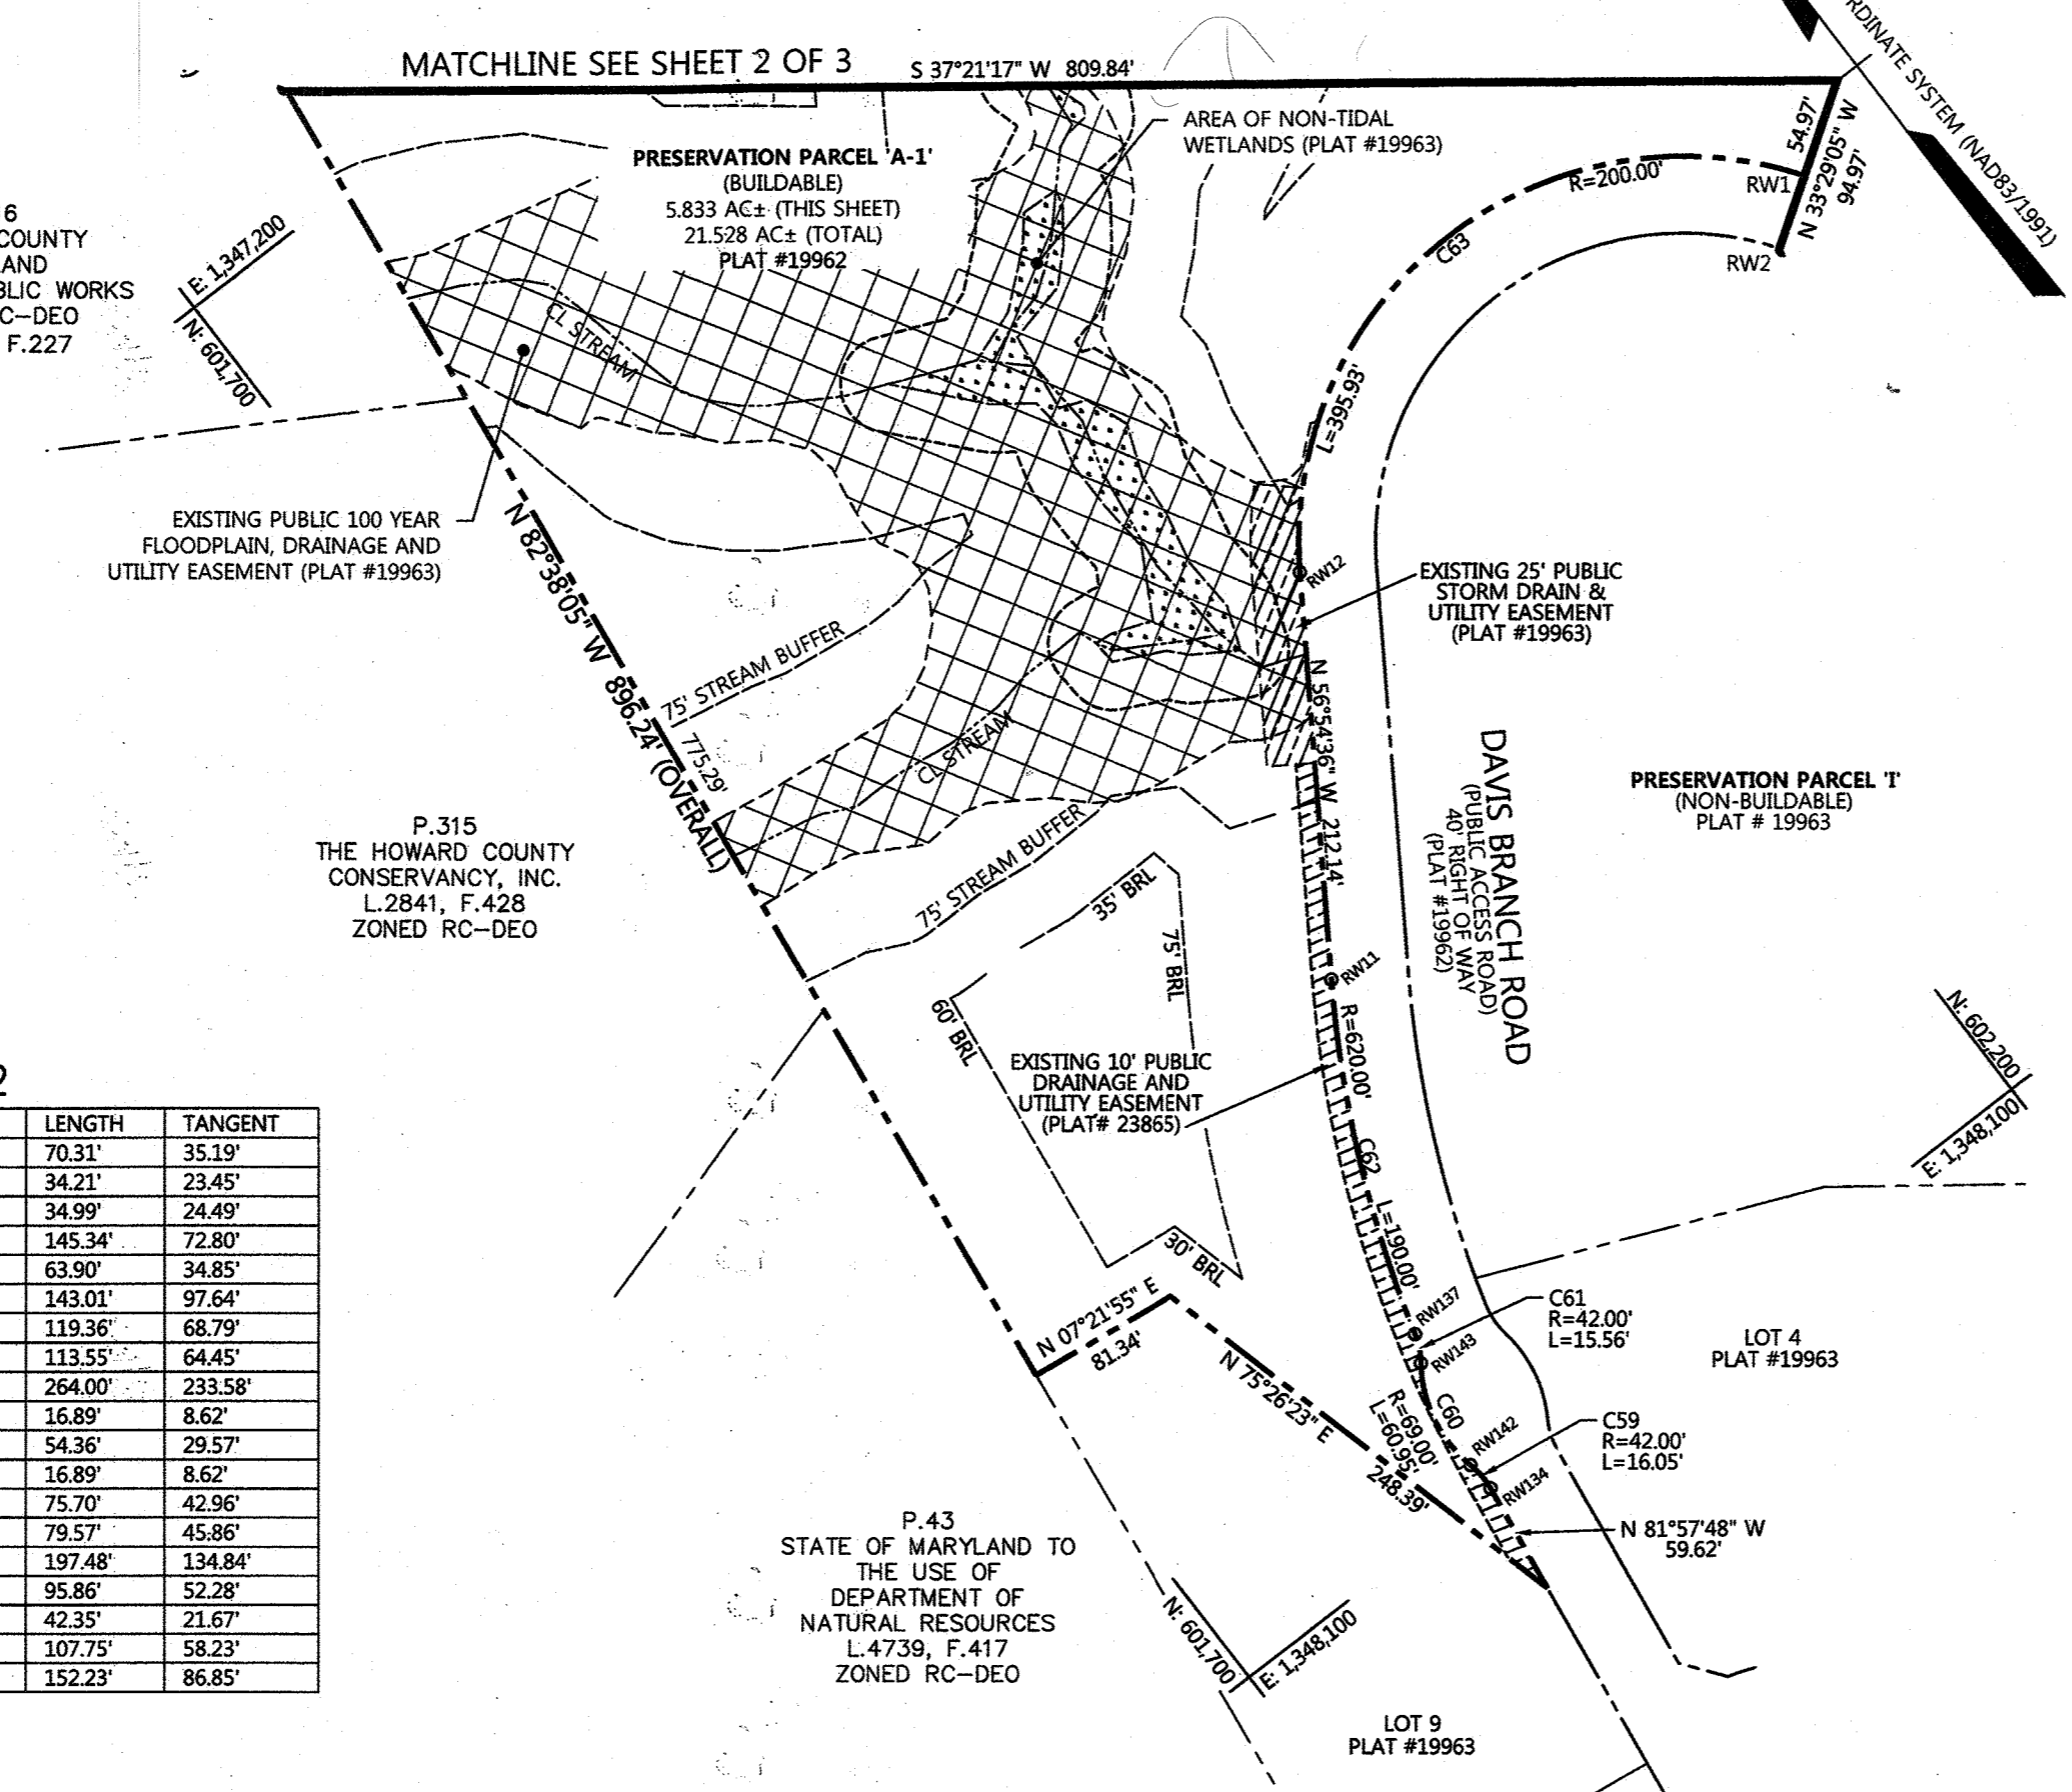 MATCHLINE SEE SHEET 2 OF 3
S 37°21'17" W 809.84'
RDINATE SYSTEM (NAD83/1991)
54.97'
N 33°29'05" W
94.97'
RW1
RW2
R=200.00'
C63
L=395.93'
AREA OF NON-TIDAL
WETLANDS (PLAT #19963)
PRESERVATION PARCEL 'A-1'
(BUILDABLE)
5.833 AC± (THIS SHEET)
21.528 AC± (TOTAL)
PLAT #19962
6
COUNTY
AND
BLIC WORKS
C-DEO
F.227
E: 1,347,200
N: 601,700
CL STREAM
EXISTING PUBLIC 100 YEAR
FLOODPLAIN, DRAINAGE AND
UTILITY EASEMENT (PLAT #19963)
N 82°38'05" W 896.24' (OVERALL)
775.29'
75' STREAM BUFFER
CL STREAM
RW12
EXISTING 25' PUBLIC
STORM DRAIN &
UTILITY EASEMENT
(PLAT #19963)
N 56°54'36" W 212.14'
DAVIS BRANCH ROAD
(PUBLIC ACCESS ROAD)
40' RIGHT OF WAY
(PLAT #19962)
PRESERVATION PARCEL 'I'
(NON-BUILDABLE)
PLAT # 19963
P.315
THE HOWARD COUNTY
CONSERVANCY, INC.
L.2841, F.428
ZONED RC-DEO
75' STREAM BUFFER
35' BRL
75' BRL
60' BRL
30' BRL
RW11
R=620.00'
C62
L=190.00'
EXISTING 10' PUBLIC
DRAINAGE AND
UTILITY EASEMENT
(PLAT# 23865)
N: 602,200
E: 1,348,100
2
LENGTH TANGENT
70.31' 35.19'
34.21' 23.45'
34.99' 24.49'
145.34' 72.80'
63.90' 34.85'
143.01' 97.64'
119.36' 68.79'
113.55' 64.45'
264.00' 233.58'
16.89' 8.62'
54.36' 29.57'
16.89' 8.62'
75.70' 42.96'
79.57' 45.86'
197.48' 134.84'
95.86' 52.28'
42.35' 21.67'
107.75' 58.23'
152.23' 86.85'
N 07°21'55" E
81.34'
N 75°26'23" E
248.39'
RW137
RW143
C61
R=42.00'
L=15.56'
C60
R=69.00'
L=60.95'
RW142
C59
R=42.00'
L=16.05'
RW134
N 81°57'48" W
59.62'
LOT 4
PLAT #19963
P.43
STATE OF MARYLAND TO
THE USE OF
DEPARTMENT OF
NATURAL RESOURCES
L.4739, F.417
ZONED RC-DEO
N: 601,700
E: 1,348,100
LOT 9
PLAT #19963